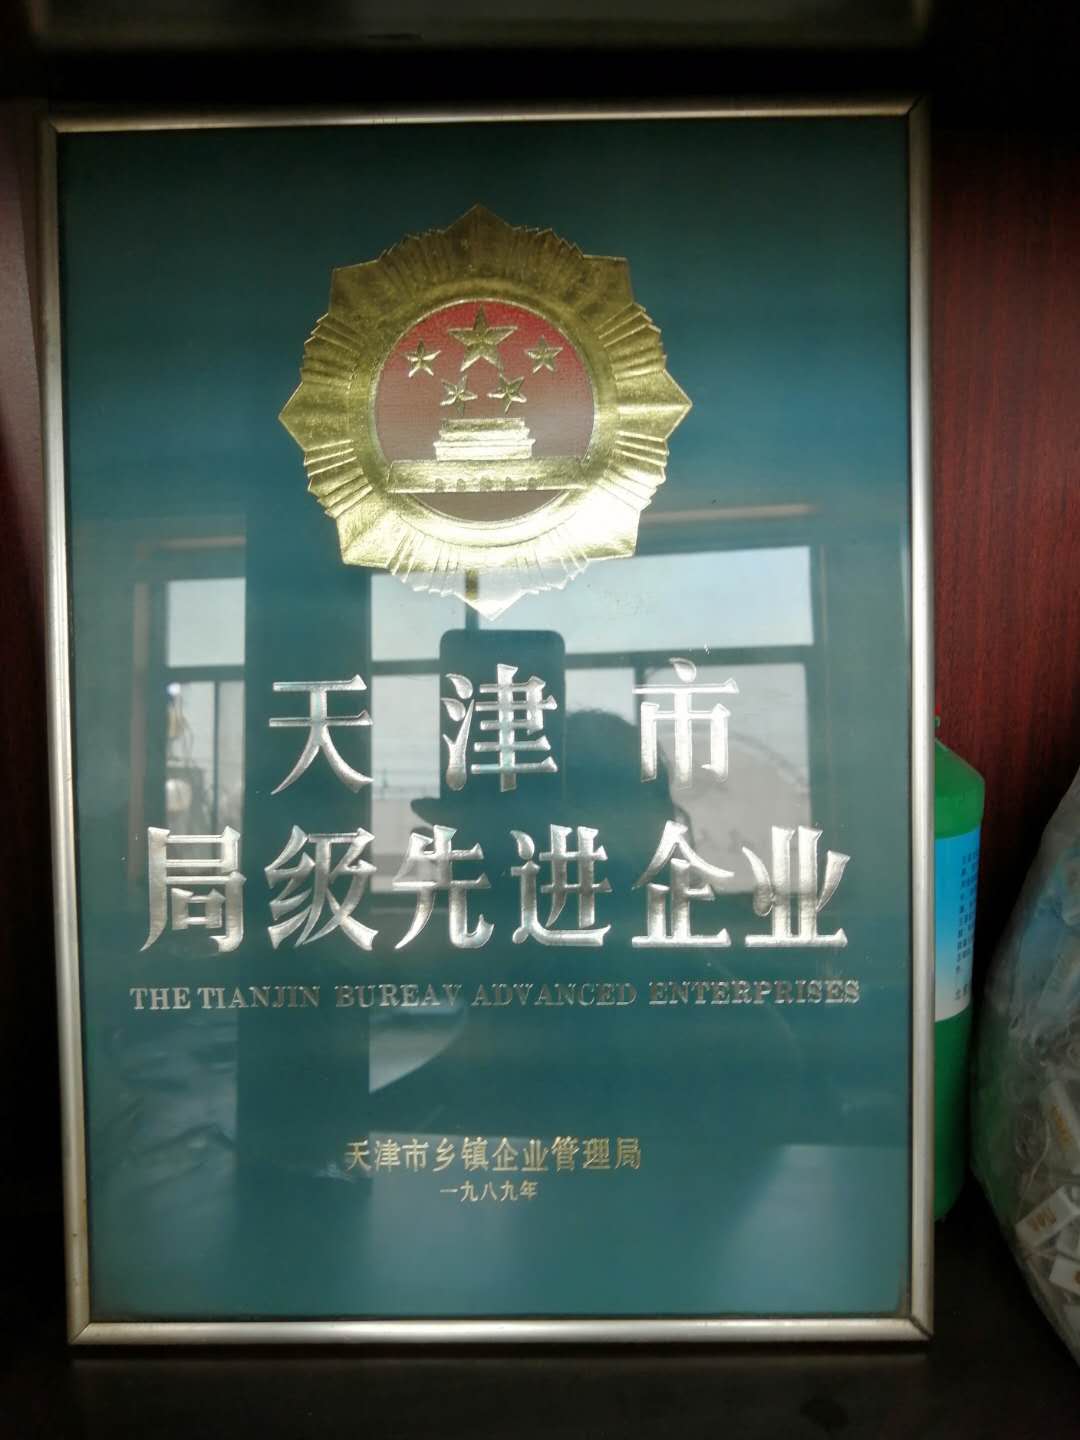 天津市
局级先进企业
THE TIANJIN BUREAV ADVANCED ENTERPRISES
天津市乡镇企业管理局
一九八九年